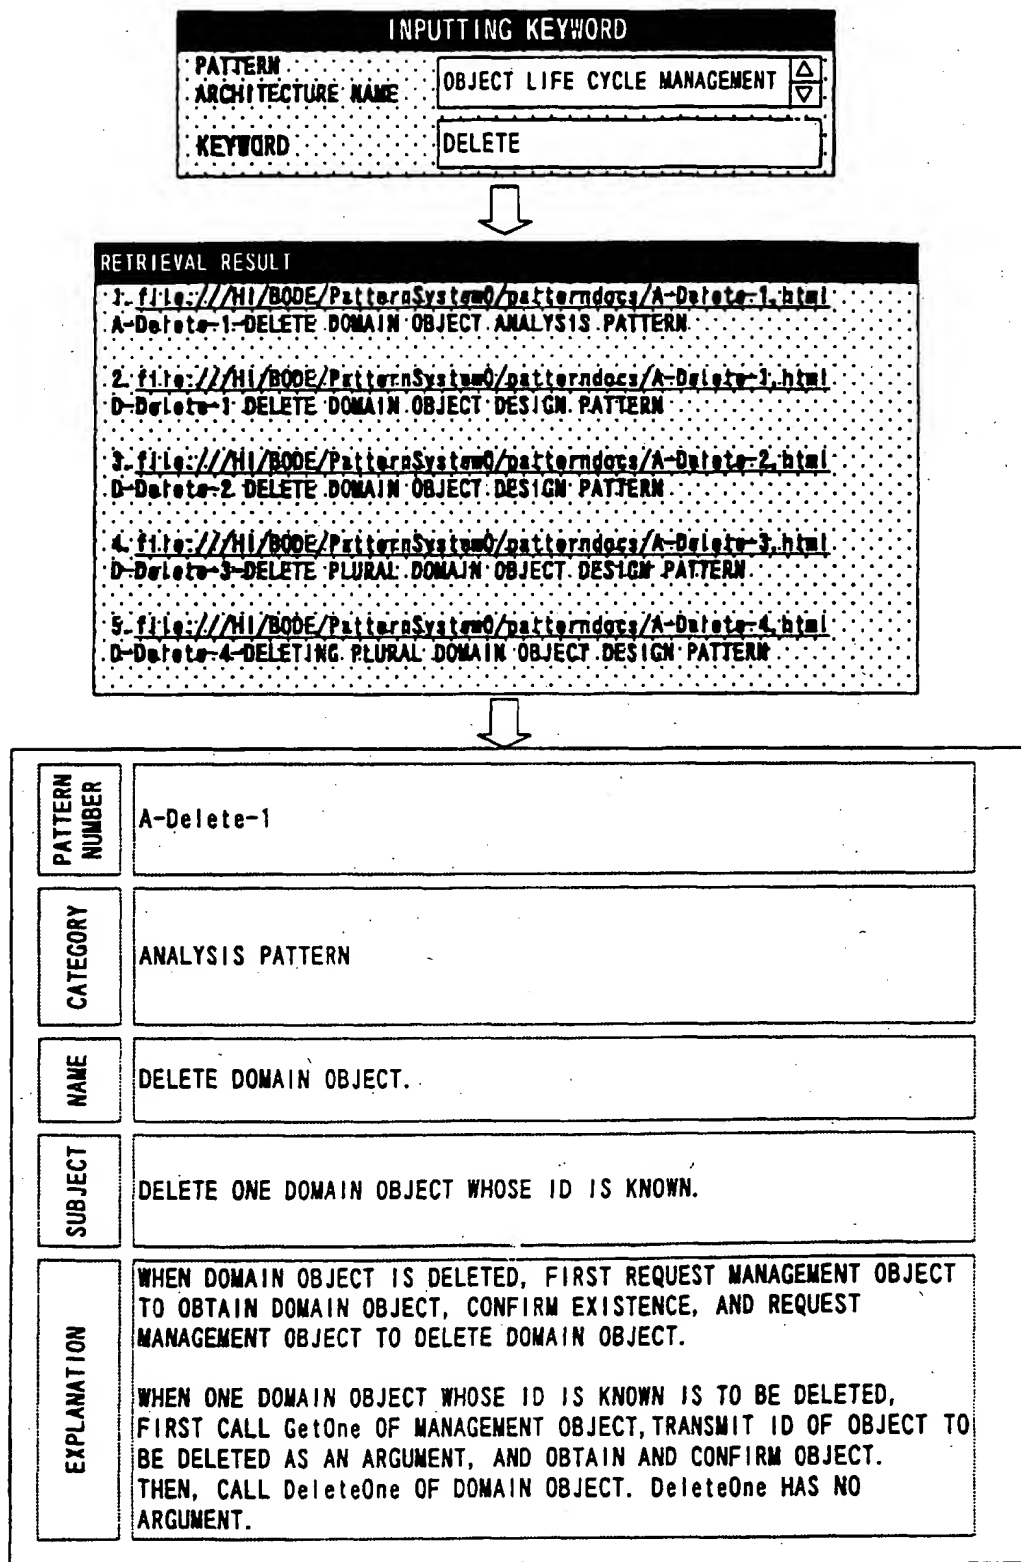 INPUTTING KEYWORD
PATTERN
ARCHITECTURE NAME
OBJECT LIFE CYCLE MANAGEMENT
KEYWORD
DELETE
RETRIEVAL RESULT
1. file:///H1/BODE/PatternSystem0/patterndocs/A-Delete-1.html
A-Delete-1-DELETE DOMAIN OBJECT ANALYSIS PATTERN
2. file:///H1/BODE/PatternSystem0/patterndocs/A-Delete-1.html
D-Delete-1 DELETE DOMAIN OBJECT DESIGN PATTERN
3. file:///H1/BODE/PatternSystem0/patterndocs/A-Delete-2.html
D-Delete-2 DELETE DOMAIN OBJECT DESIGN PATTERN
4. file:///H1/BODE/PatternSystem0/patterndocs/A-Delete-3.html
D-Delete-3-DELETE PLURAL DOMAIN OBJECT DESIGN PATTERN
5. file:///H1/BODE/PatternSystem0/patterndocs/A-Delete-4.html
D-Delete-4-DELETING PLURAL DOMAIN OBJECT DESIGN PATTERN
PATTERN
NUMBER
A-Delete-1
CATEGORY
ANALYSIS PATTERN
NAME
DELETE DOMAIN OBJECT.
SUBJECT
DELETE ONE DOMAIN OBJECT WHOSE ID IS KNOWN.
EXPLANATION
WHEN DOMAIN OBJECT IS DELETED, FIRST REQUEST MANAGEMENT OBJECT
TO OBTAIN DOMAIN OBJECT, CONFIRM EXISTENCE, AND REQUEST
MANAGEMENT OBJECT TO DELETE DOMAIN OBJECT.
WHEN ONE DOMAIN OBJECT WHOSE ID IS KNOWN IS TO BE DELETED,
FIRST CALL GetOne OF MANAGEMENT OBJECT, TRANSMIT ID OF OBJECT TO
BE DELETED AS AN ARGUMENT, AND OBTAIN AND CONFIRM OBJECT.
THEN, CALL DeleteOne OF DOMAIN OBJECT. DeleteOne HAS NO
ARGUMENT.